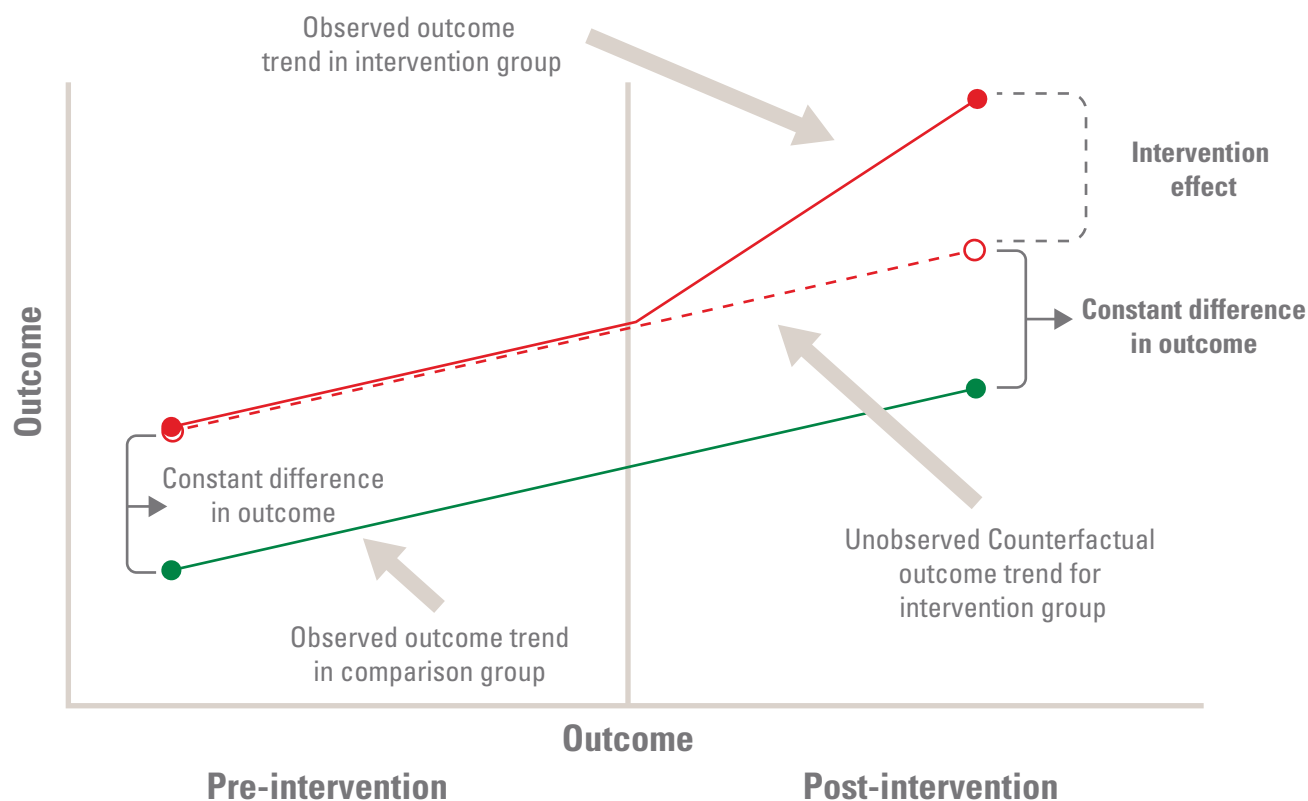 Observed outcome
trend in intervention group
Intervention
effect
Outcome
Constant difference
in outcome
Constant difference
in outcome
Unobserved Counterfactual
outcome trend for
intervention group
Observed outcome trend
in comparison group
Outcome
Pre-intervention
Post-intervention